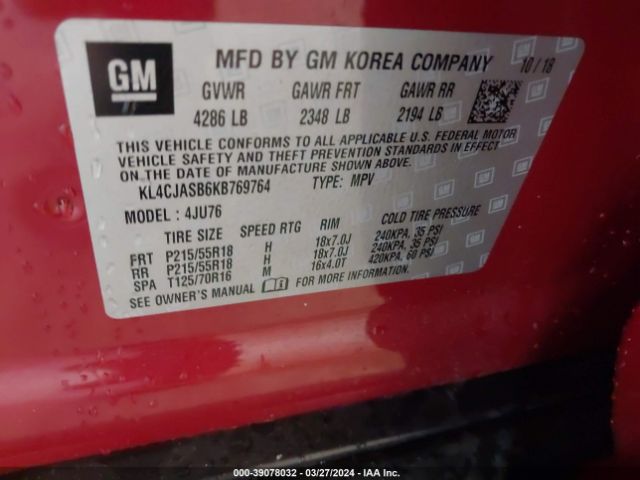 GM
MFD BY GM KOREA COMPANY 10/18
GVWR GAWR FRT GAWR RR
4286 LB 2348 LB 2194 LB
THIS VEHICLE CONFORMS TO ALL APPLICABLE U.S. FEDERAL MOTOR
VEHICLE SAFETY AND THEFT PREVENTION STANDARDS IN EFFECT
ON THE DATE OF MANUFACTURE SHOWN ABOVE.
KL4CJASB6KB769764 TYPE: MPV
MODEL : 4JU76
TIRE SIZE SPEED RTG RIM COLD TIRE PRESSURE
FRT P215/55R18 H 18x7.0J 240KPA, 35 PSI
RR P215/55R18 H 18x7.0J 240KPA, 35 PSI
SPA T125/70R16 M 16x4.0T 420KPA, 60 PSI
SEE OWNER'S MANUAL FOR MORE INFORMATION.
000-39078032 — 03/27/2024 — IAA Inc.